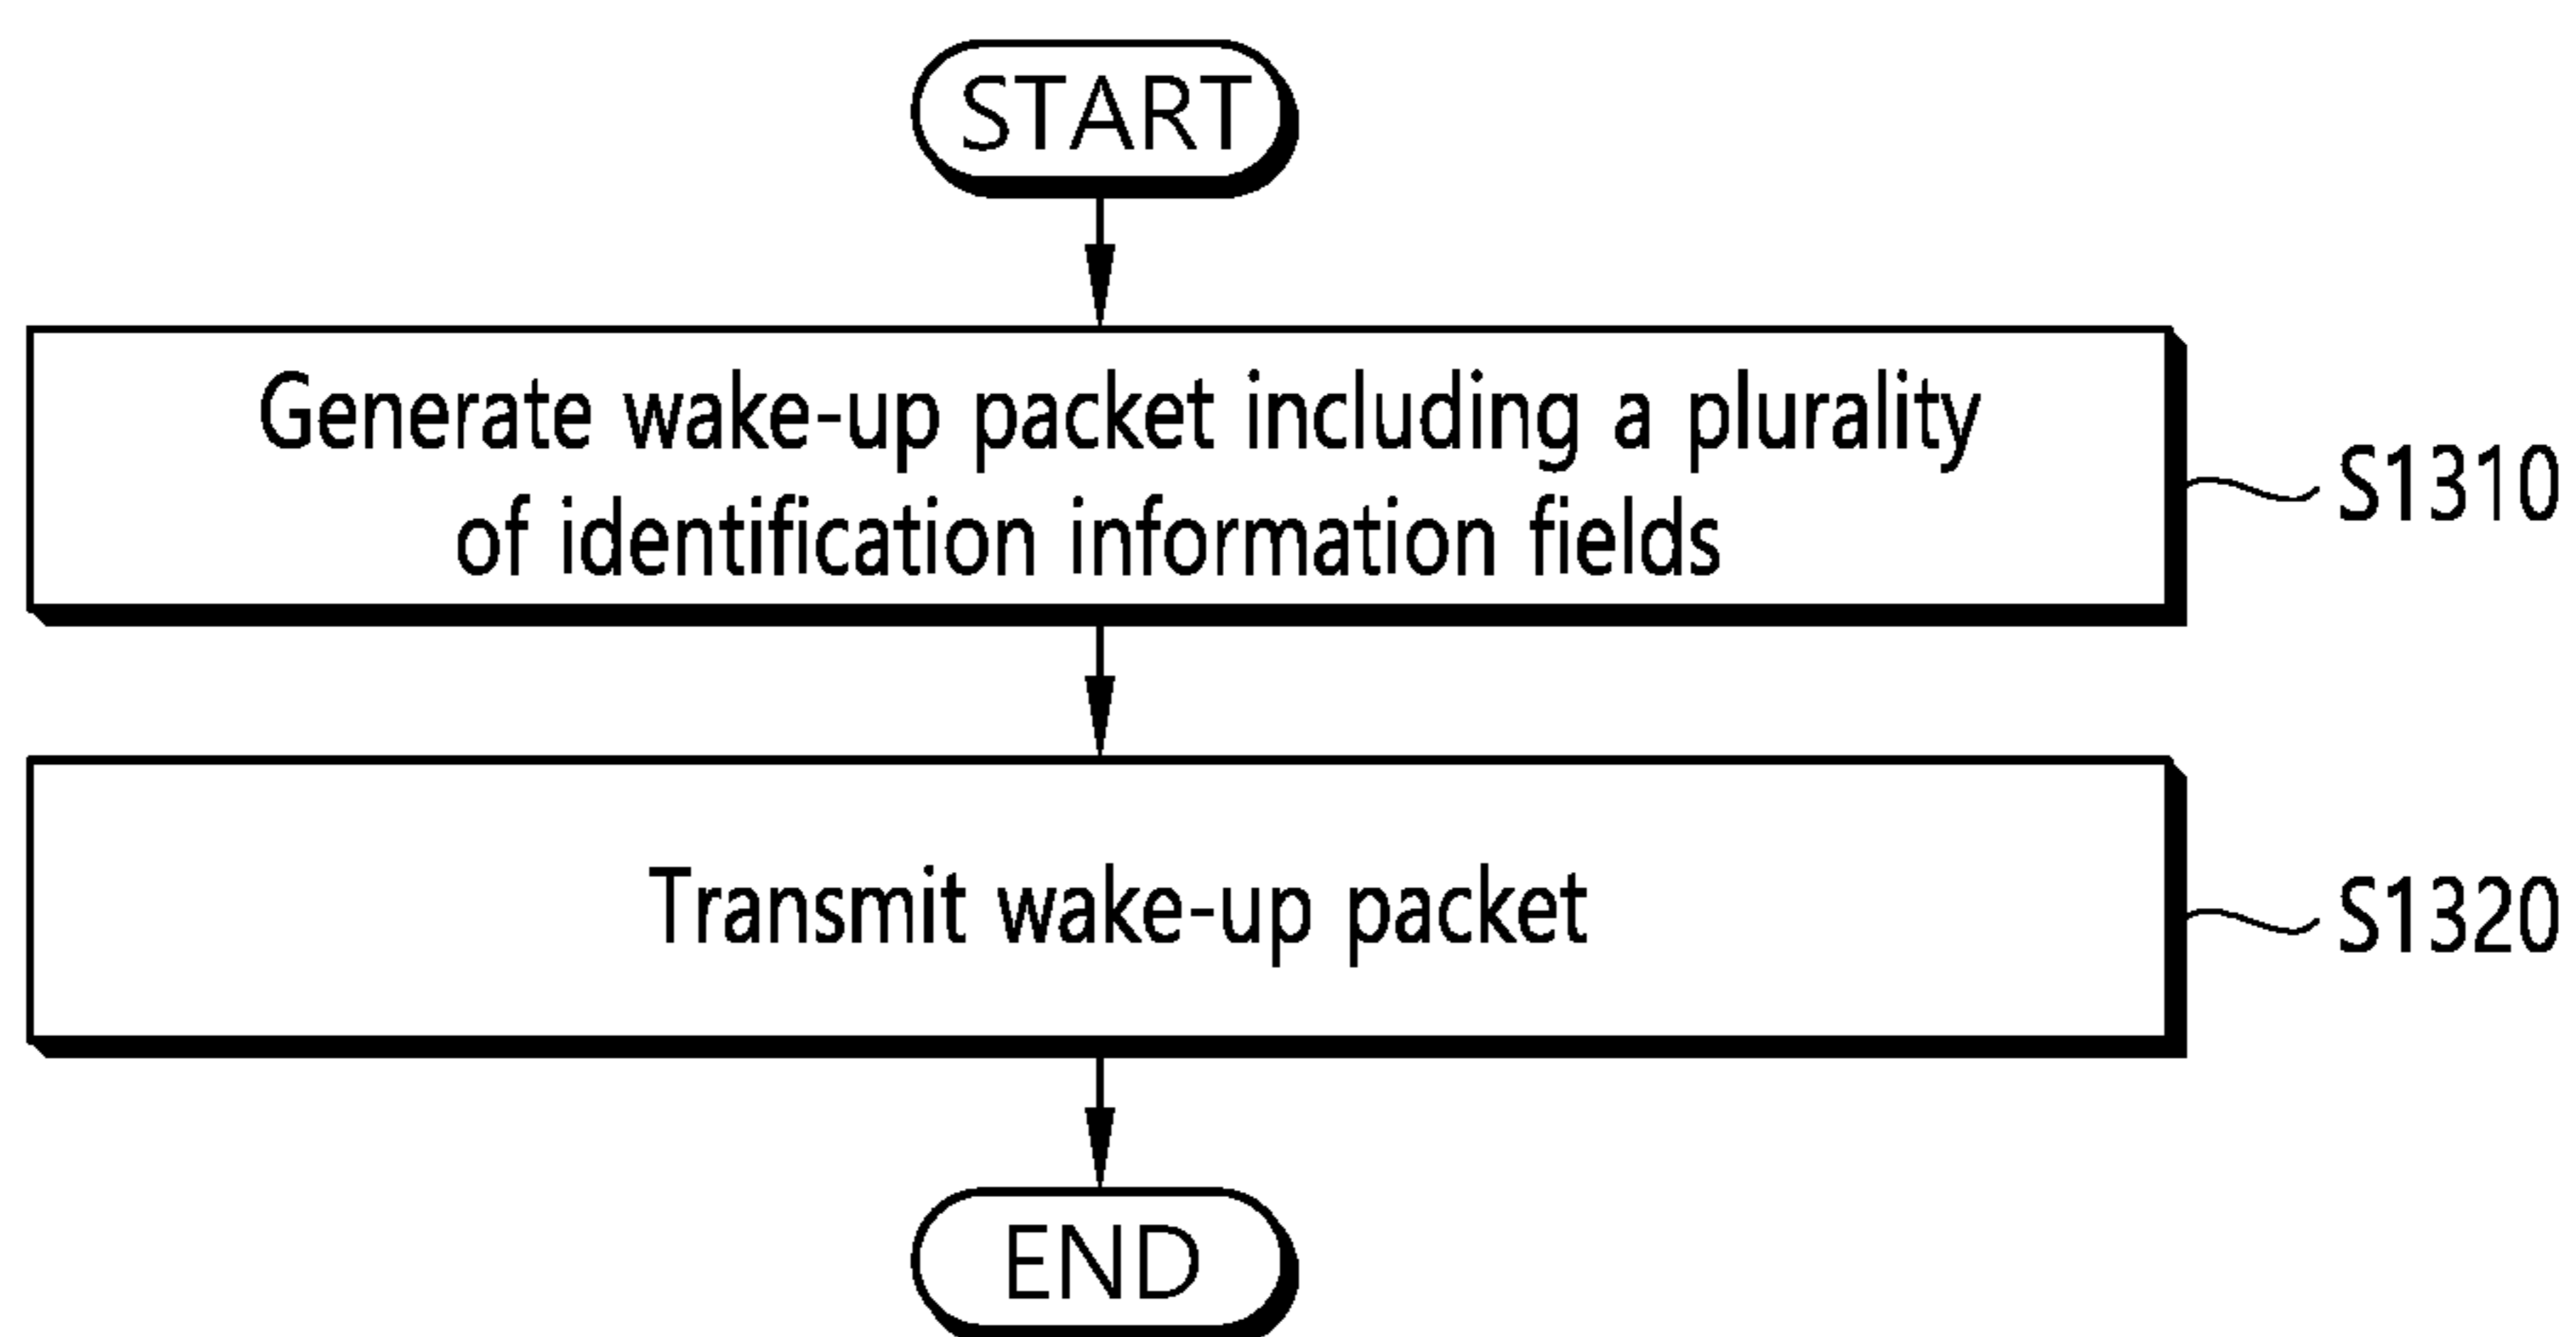 START
Generate wake-up packet including a plurality
of identification information fields
S1310
Transmit wake-up packet
S1320
END